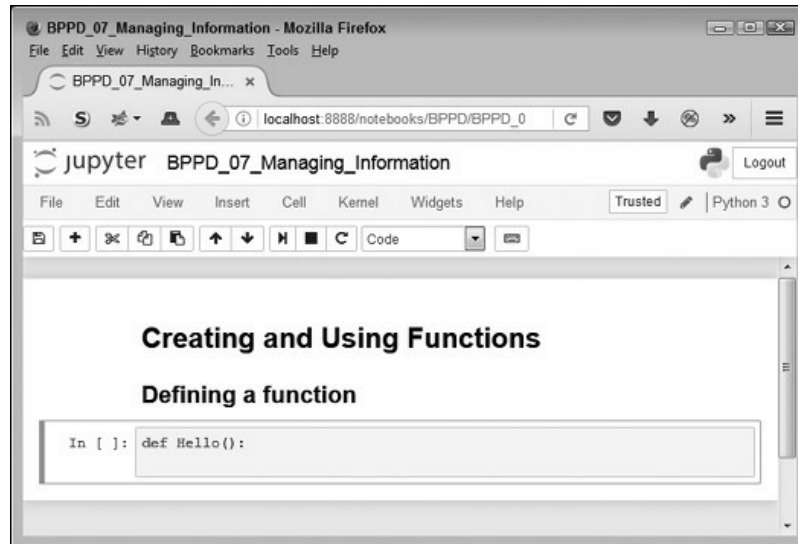 BPPD_07_Managing_Information - Mozilla Firefox
File Edit View History Bookmarks Tools Help
BPPD_07_Managing_In... ×
S localhost:8888/notebooks/BPPD/BPPD_0 »
jupyter BPPD_07_Managing_Information Logout
File Edit View Insert Cell Kernel Widgets Help Trusted Python 3
Code
Creating and Using Functions
Defining a function
In [ ]: def Hello():